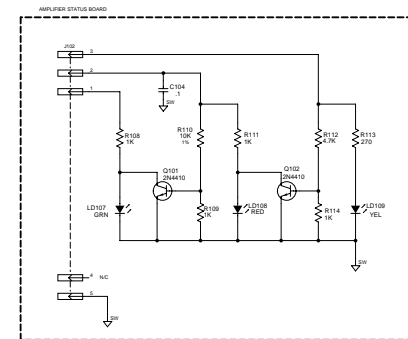 AMPLIFIER STATUS BOARD
J102
3
2
1
C104
.1
SW
R108
1K
R110
10K
1%
R111
1K
R112
4.7K
R113
270
Q101
2N4410
Q102
2N4410
LD107
GRN
R109
1K
LD108
RED
R114
1K
LD109
YEL
SW
4 N/C
5
SW